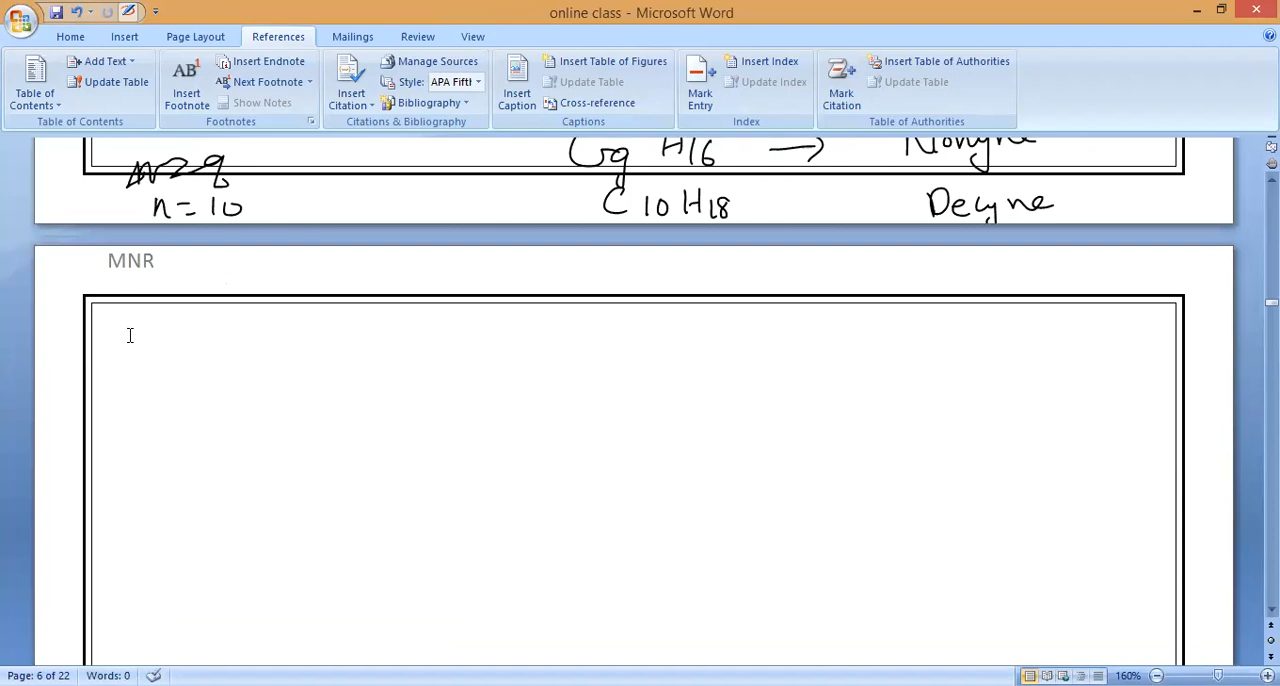 online class - Microsoft Word
Home Insert Page Layout References Mailings Review View
Table of Contents
Add Text
Update Table
Table of Contents
AB¹ Insert Footnote
Insert Endnote
Next Footnote
Show Notes
Footnotes
Insert Citation
Manage Sources
Style: APA Fifth
Bibliography
Citations & Bibliography
Insert Caption
Insert Table of Figures
Update Table
Cross-reference
Captions
Mark Entry
Insert Index
Update Index
Index
Mark Citation
Insert Table of Authorities
Update Table
Table of Authorities
C9 H16 → Nonyne
n=10 C10H18 Decyne
MNR
Page: 6 of 22 Words: 0 160%